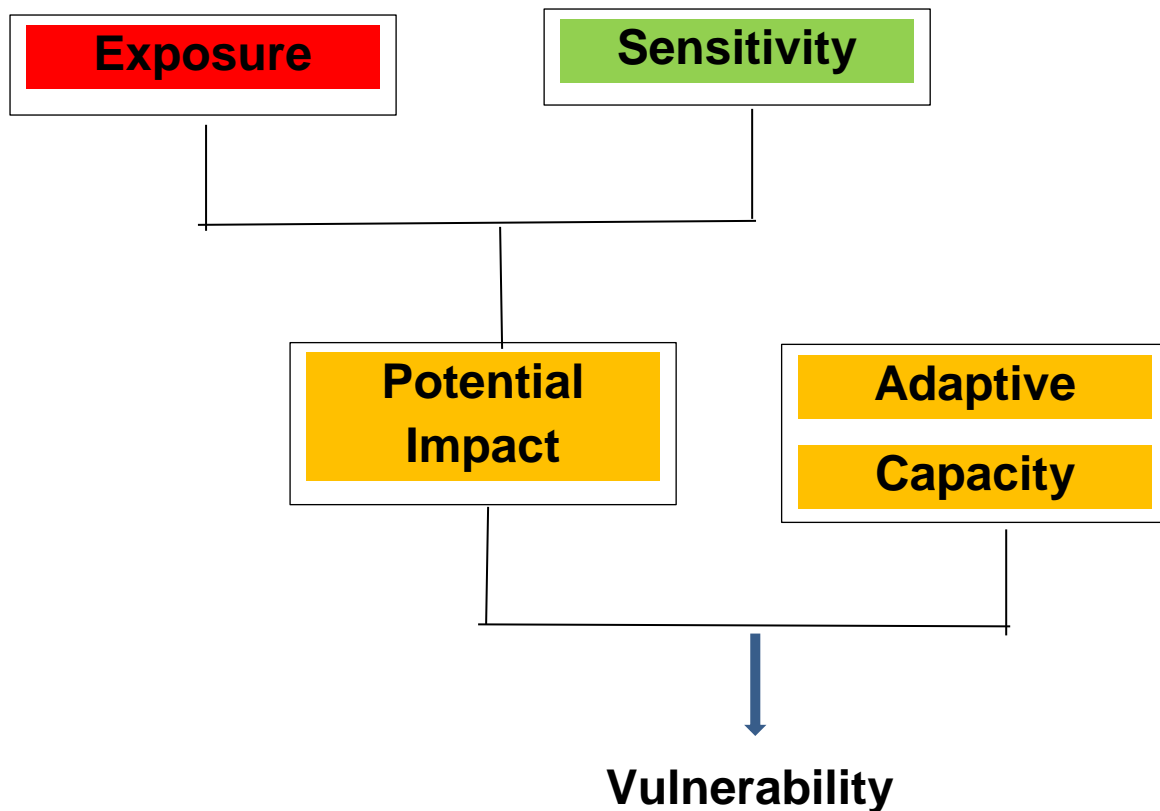 Exposure
Sensitivity
Potential
Impact
Adaptive
Capacity
Vulnerability